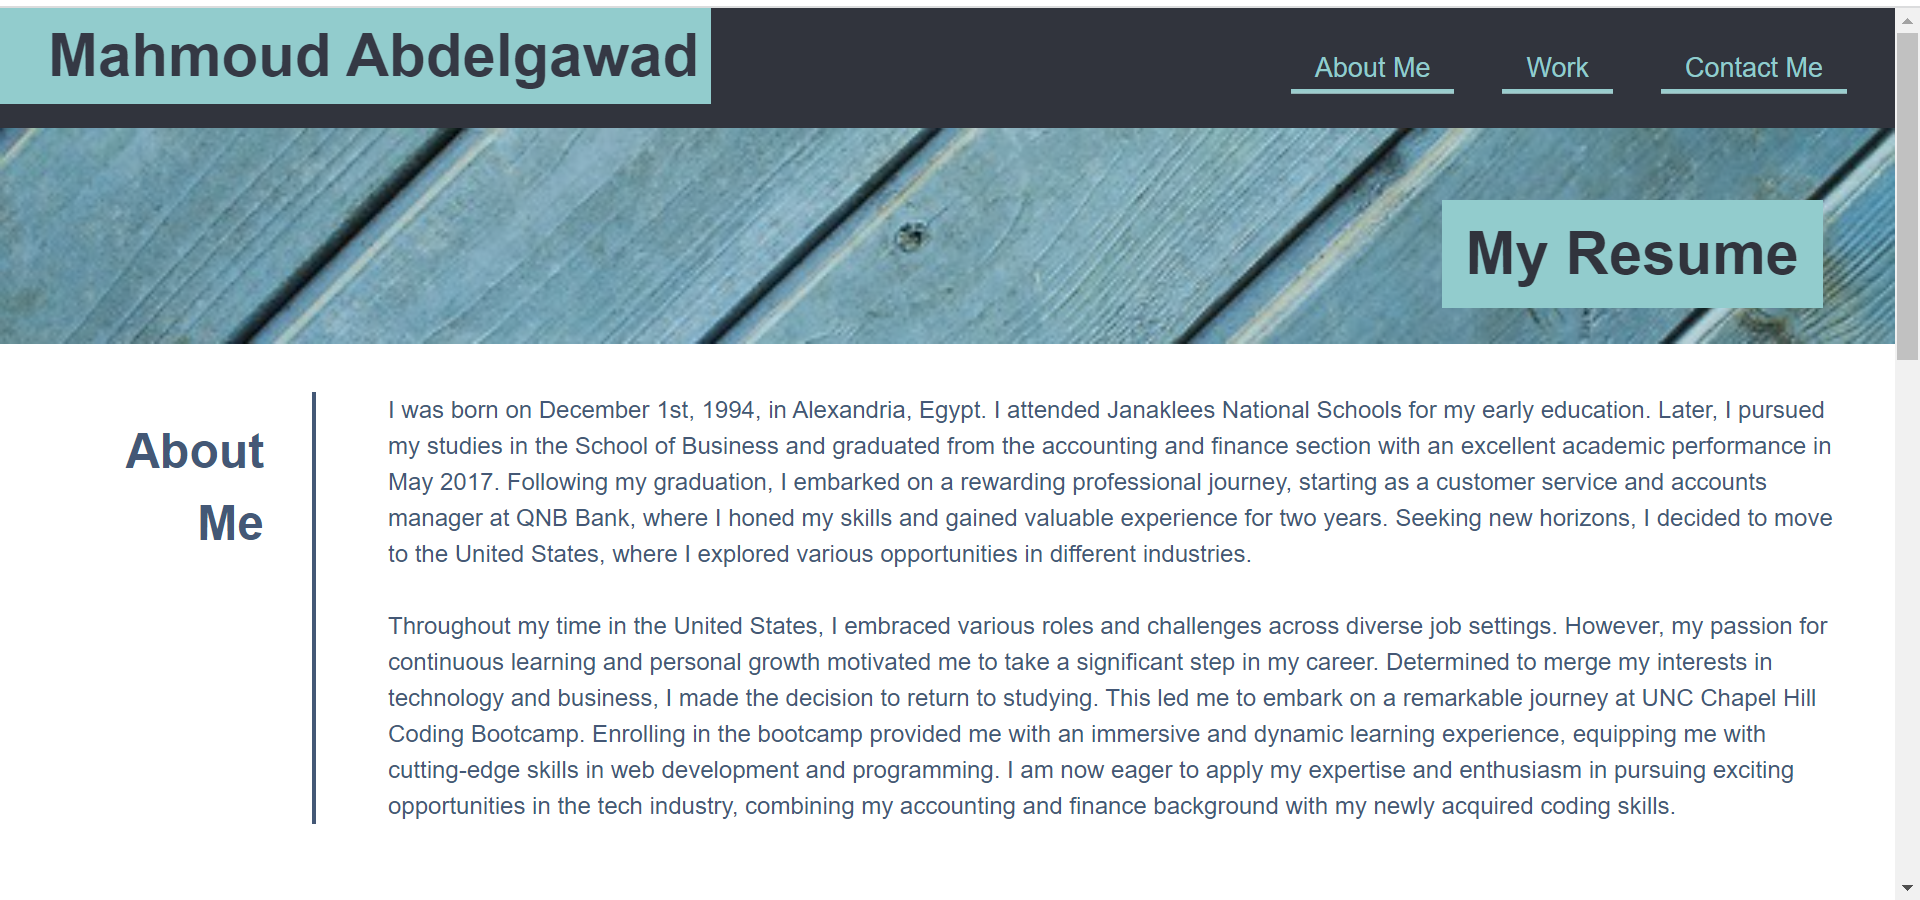 Mahmoud Abdelgawad
About Me
Work
Contact Me
My Resume
About
Me
I was born on December 1st, 1994, in Alexandria, Egypt. I attended Janaklees National Schools for my early education. Later, I pursued
my studies in the School of Business and graduated from the accounting and finance section with an excellent academic performance in
May 2017. Following my graduation, I embarked on a rewarding professional journey, starting as a customer service and accounts
manager at QNB Bank, where I honed my skills and gained valuable experience for two years. Seeking new horizons, I decided to move
to the United States, where I explored various opportunities in different industries.
Throughout my time in the United States, I embraced various roles and challenges across diverse job settings. However, my passion for
continuous learning and personal growth motivated me to take a significant step in my career. Determined to merge my interests in
technology and business, I made the decision to return to studying. This led me to embark on a remarkable journey at UNC Chapel Hill
Coding Bootcamp. Enrolling in the bootcamp provided me with an immersive and dynamic learning experience, equipping me with
cutting-edge skills in web development and programming. I am now eager to apply my expertise and enthusiasm in pursuing exciting
opportunities in the tech industry, combining my accounting and finance background with my newly acquired coding skills.